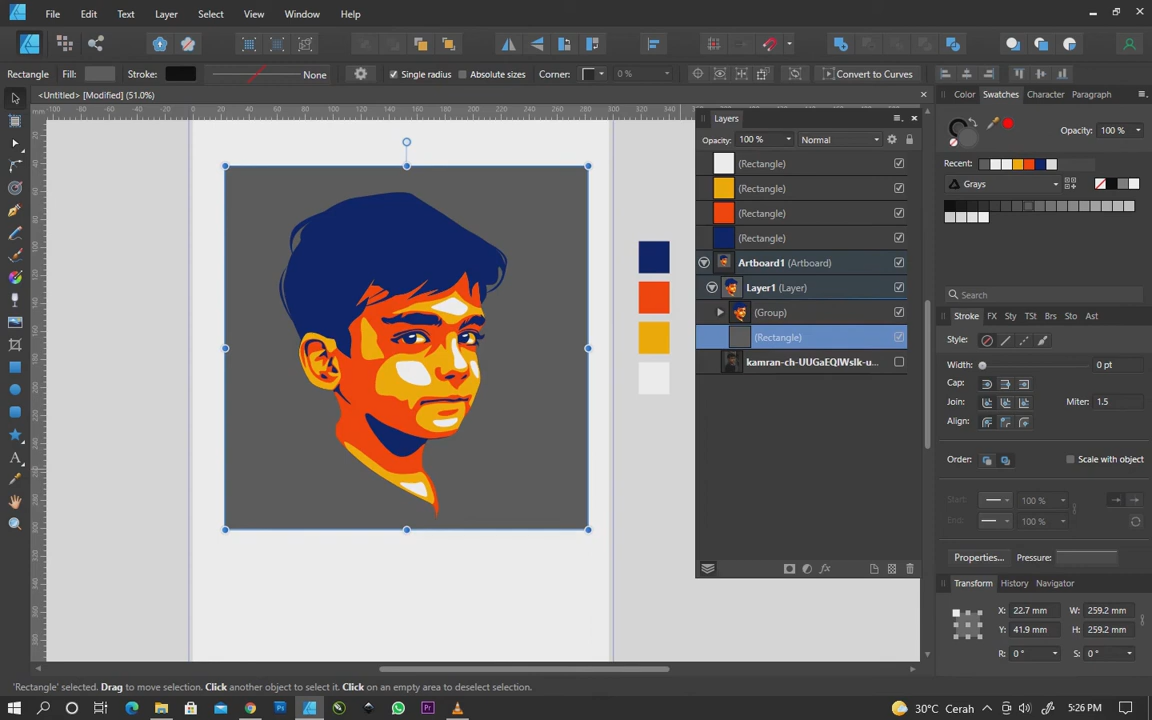 File Edit Text Layer Select View Window Help
Rectangle Fill: Stroke: None Single radius Absolute sizes Corner: 0 % Convert to Curves
<Untitled> [Modified] (51.0%)
Color Swatches Character Paragraph
Layers
Opacity: 100 % Normal
Opacity: 100 %
(Rectangle)
Recent:
(Rectangle)
Grays
(Rectangle)
(Rectangle)
Artboard1 (Artboard)
Layer1 (Layer)
Search
(Group)
Stroke FX Sym TSt Brs Sto Ast
(Rectangle)
Style:
kamran-ch-UUGaEQIWsIk-u...
Width: 0 pt
Cap:
Join: Miter: 1.5
Align:
Order: Scale with object
Start: 100 %
End: 100 %
Properties... Pressure:
Transform History Navigator
X: 22.7 mm W: 259.2 mm
Y: 41.9 mm H: 259.2 mm
R: 0 ° S: 0 °
'Rectangle' selected. Drag to move selection. Click another object to select it. Click on an empty area to deselect selection.
30°C Cerah 5:26 PM